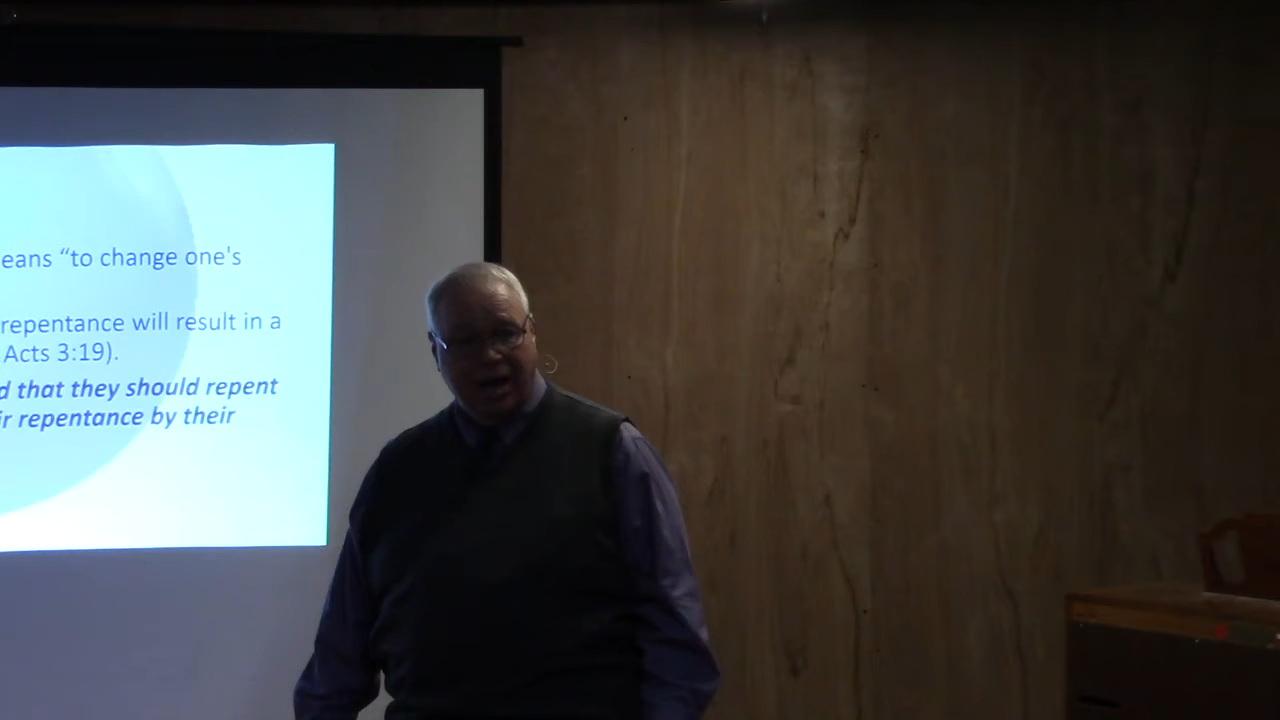 eans “to change one's
repentance will result in a
Acts 3:19).
d that they should repent
ir repentance by their